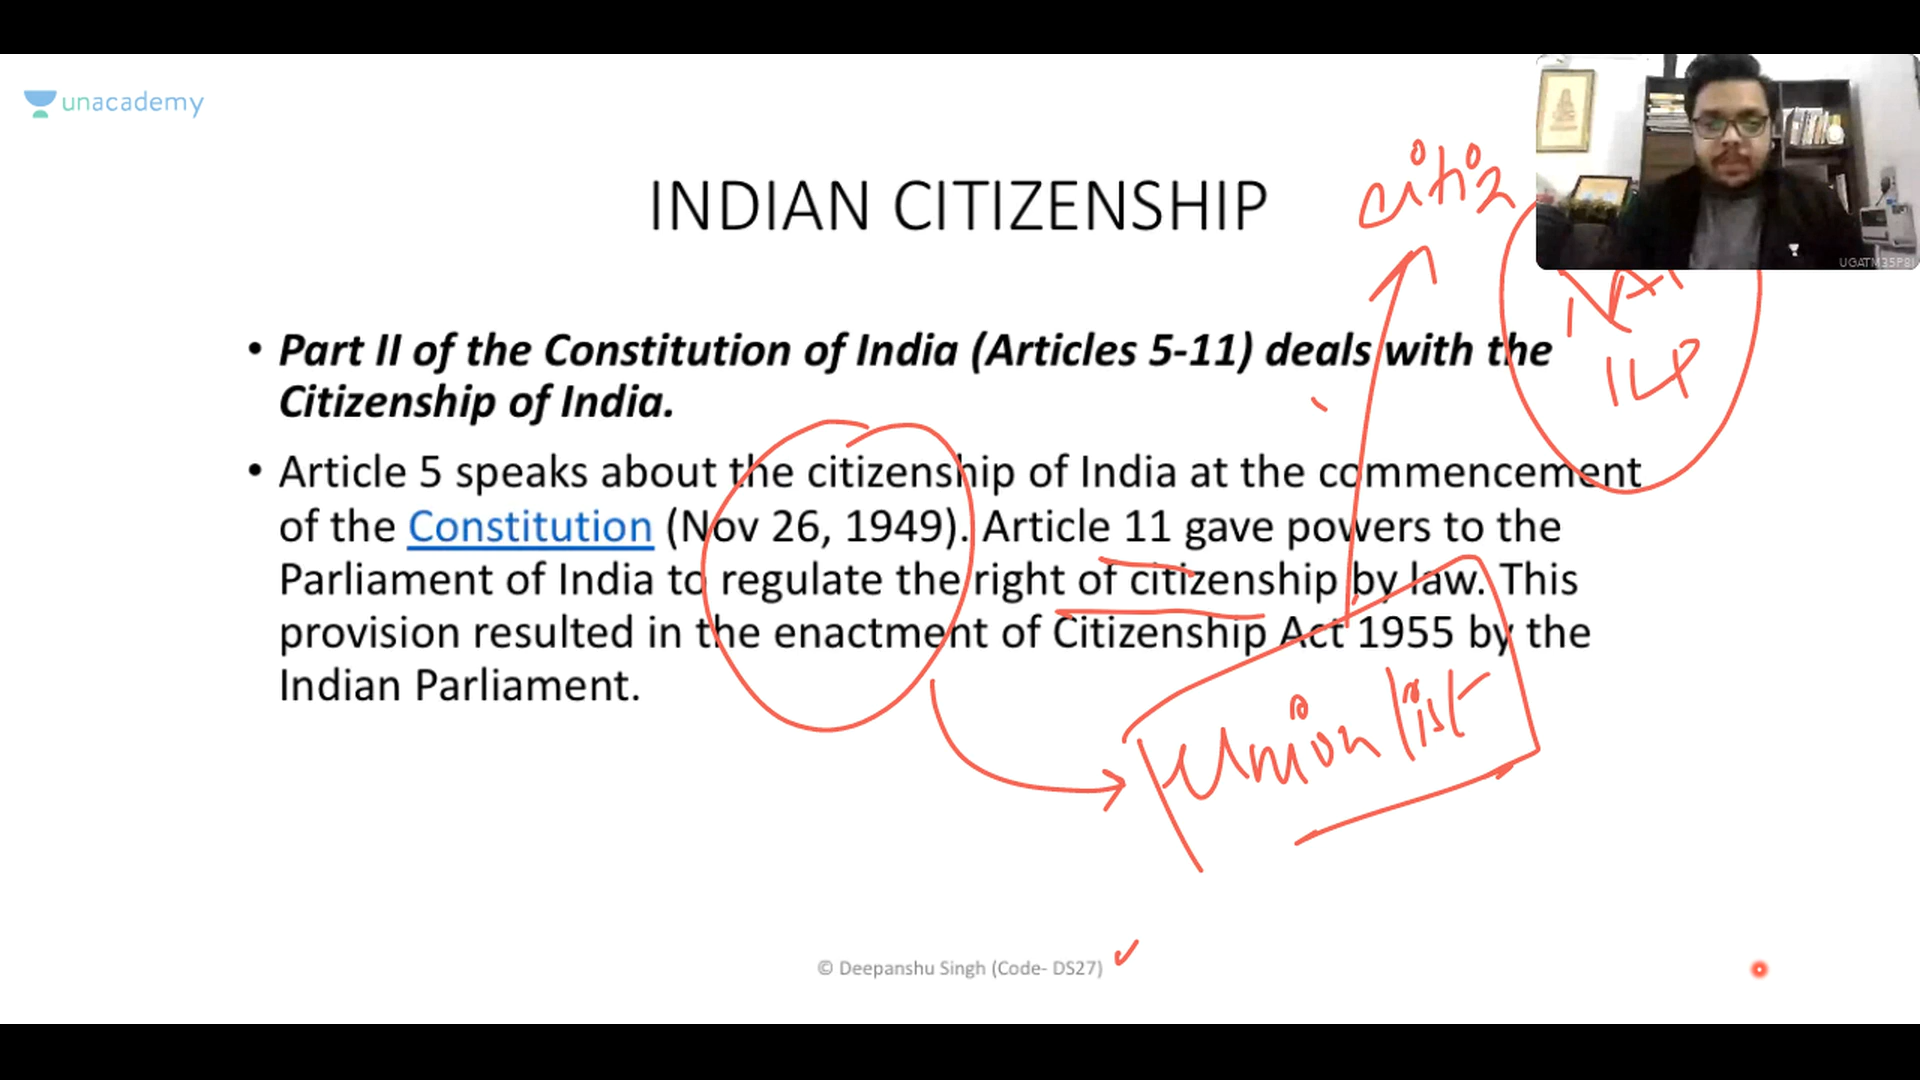 unacademy
INDIAN CITIZENSHIP
citiz
• Part II of the Constitution of India (Articles 5-11) deals with the
Citizenship of India.
14
• Article 5 speaks about the citizenship of India at the commencement
of the Constitution (Nov 26, 1949). Article 11 gave powers to the
Parliament of India to regulate the right of citizenship by law. This
provision resulted in the enactment of Citizenship Act 1955 by the
Indian Parliament.
Union list
© Deepanshu Singh (Code- DS27)